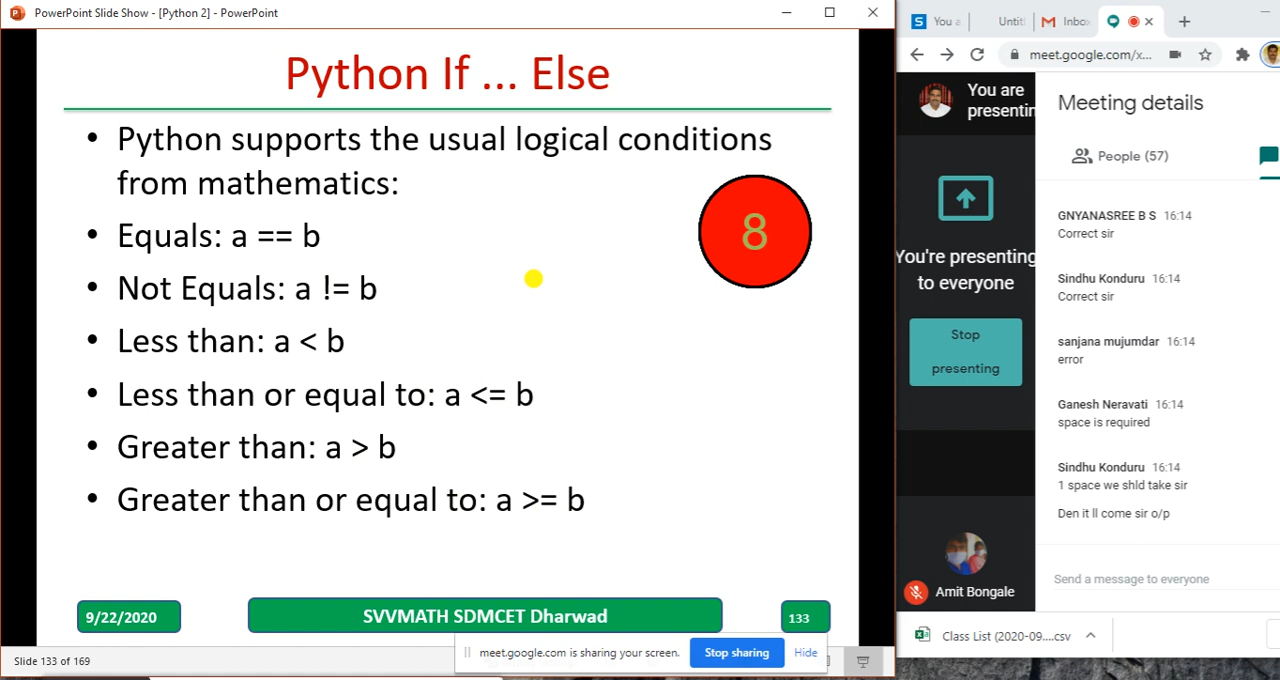 PowerPoint Slide Show - [Python 2] - PowerPoint
Python If ... Else
• Python supports the usual logical conditions
from mathematics:
8
• Equals: a == b
• Not Equals: a != b
• Less than: a < b
• Less than or equal to: a <= b
• Greater than: a > b
• Greater than or equal to: a >= b
9/22/2020
SVVMATH SDMCET Dharwad
133
meet.google.com is sharing your screen.
Stop sharing
Hide
Slide 133 of 169
S You a
Untitl
Inbo
meet.google.com/x...
You are
presentin
You're presenting
to everyone
Stop
presenting
Amit Bongale
Meeting details
People (57)
GNYANASREE B S 16:14
Correct sir
Sindhu Konduru 16:14
Correct sir
sanjana mujumdar 16:14
error
Ganesh Neravati 16:14
space is required
Sindhu Konduru 16:14
1 space we shld take sir
Den it ll come sir o/p
Send a message to everyone
Class List (2020-09....csv